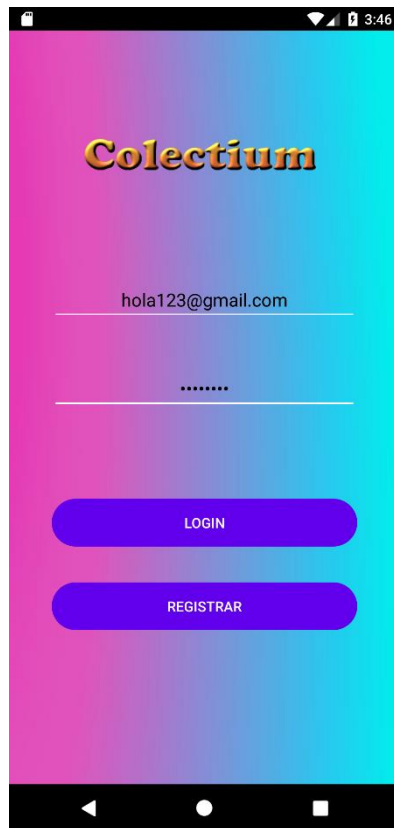 3:46
Colectium
hola123@gmail.com
••••••••
LOGIN
REGISTRAR